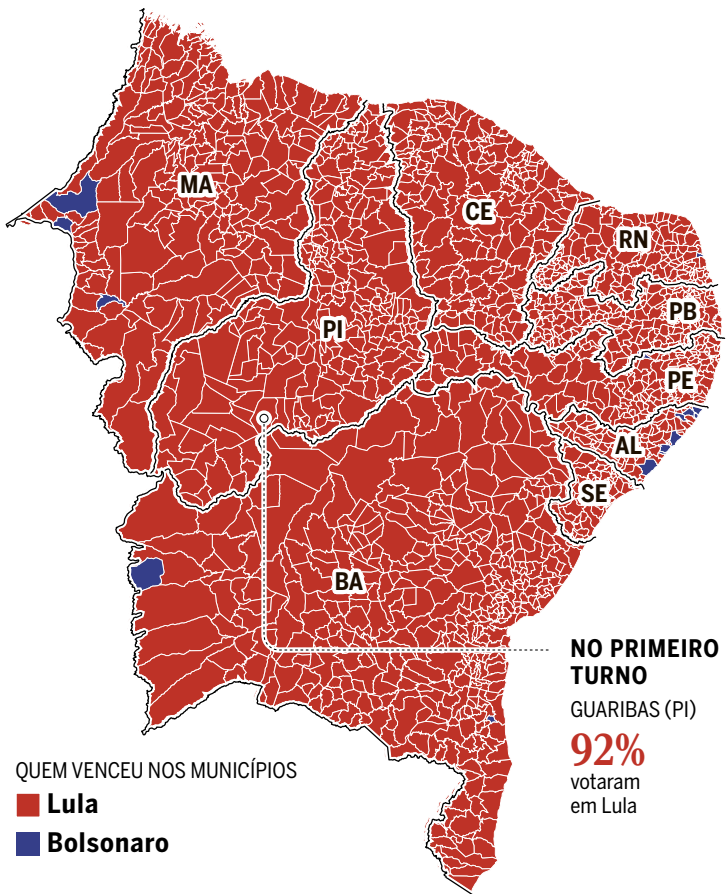 MA
CE
RN
PB
PI
PE
AL
SE
BA
NO PRIMEIRO
TURNO
GUARIBAS (PI)
92%
votaram
em Lula
QUEM VENCEU NOS MUNICÍPIOS
Lula
Bolsonaro